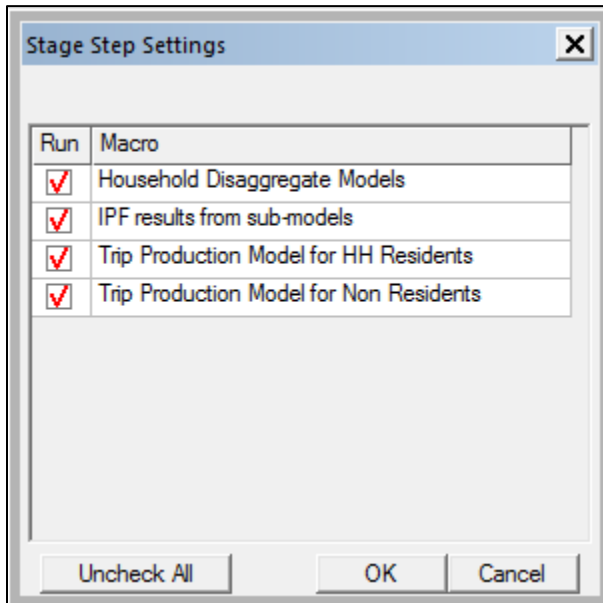 Stage Step Settings
Run Macro
Household Disaggregate Models
IPF results from sub-models
Trip Production Model for HH Residents
Trip Production Model for Non Residents
Uncheck All OK Cancel